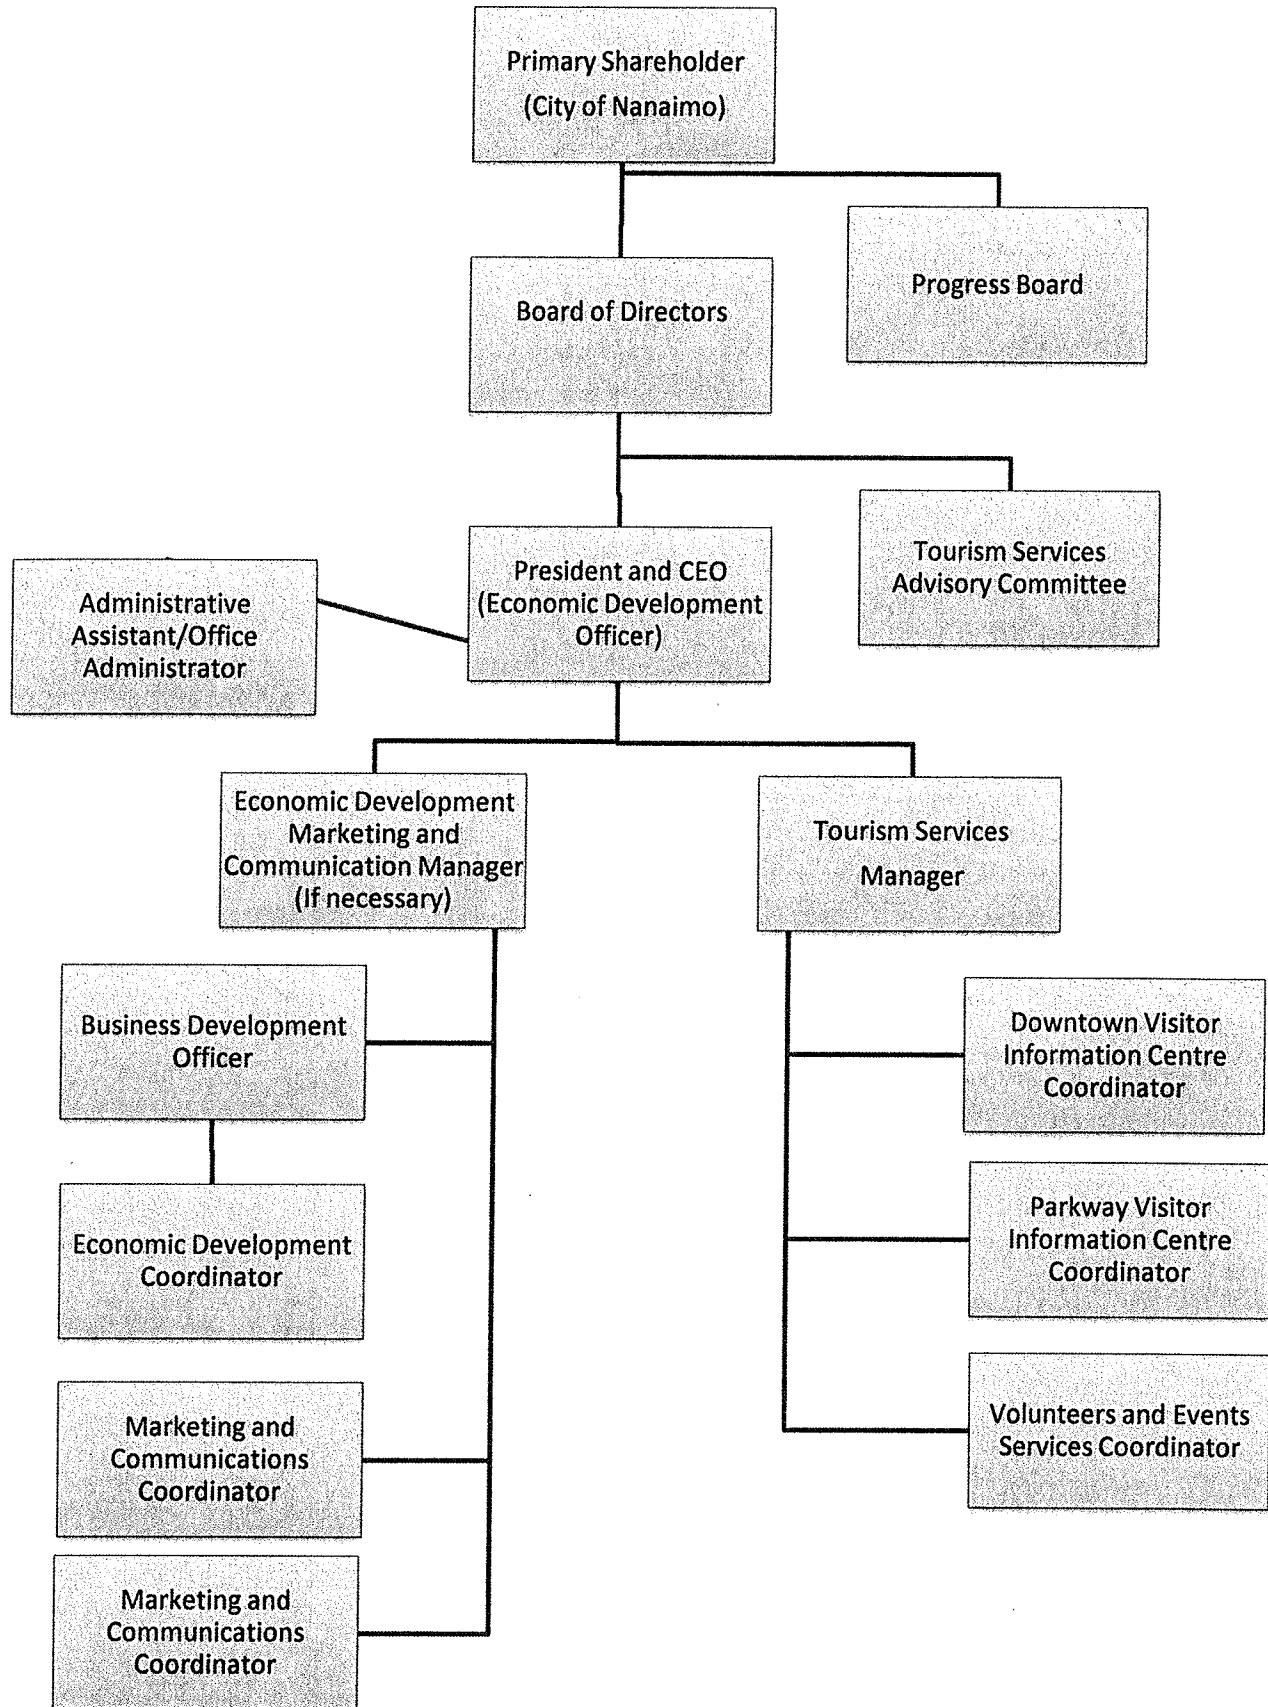 Primary Shareholder
(City of Nanaimo)
Progress Board
Board of Directors
Tourism Services
Advisory Committee
President and CEO
(Economic Development
Officer)
Administrative
Assistant/Office
Administrator
Economic Development
Marketing and
Communication Manager
(If necessary)
Tourism Services
Manager
Business Development
Officer
Economic Development
Coordinator
Marketing and
Communications
Coordinator
Marketing and
Communications
Coordinator
Downtown Visitor
Information Centre
Coordinator
Parkway Visitor
Information Centre
Coordinator
Volunteers and Events
Services Coordinator